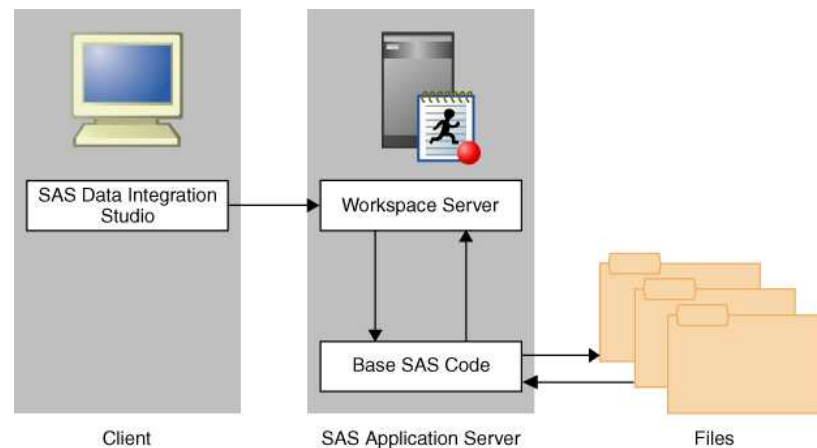 SAS Data Integration
Studio
Workspace Server
Base SAS Code
Client
SAS Application Server
Files